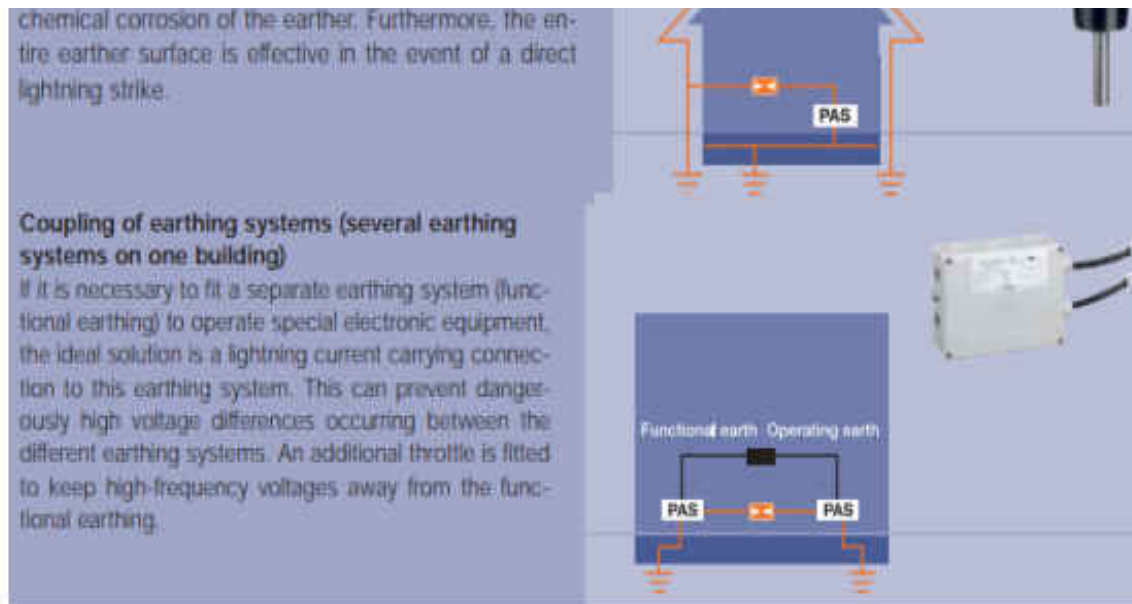 chemical corrosion of the earther. Furthermore, the en-
tire earther surface is effective in the event of a direct
lightning strike.
PAS
Coupling of earthing systems (several earthing
systems on one building)
If it is necessary to fit a separate earthing system (func-
tional earthing) to operate special electronic equipment,
the ideal solution is a lightning current carrying connec-
tion to this earthing system. This can prevent danger-
ously high voltage differences occurring between the
different earthing systems. An additional throttle is fitted
to keep high-frequency voltages away from the func-
tional earthing.
Functional earth Operating earth
PAS PAS